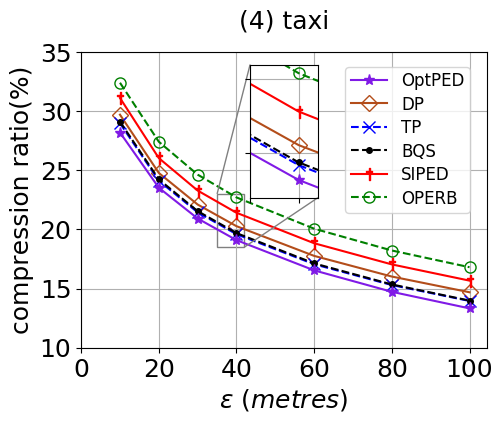 (4) taxi
compression ratio(%)
35
30
25
20
15
10
0 20 40 60 80 100
ε (metres)
OptPED
DP
TP
BQS
SIPED
OPERB